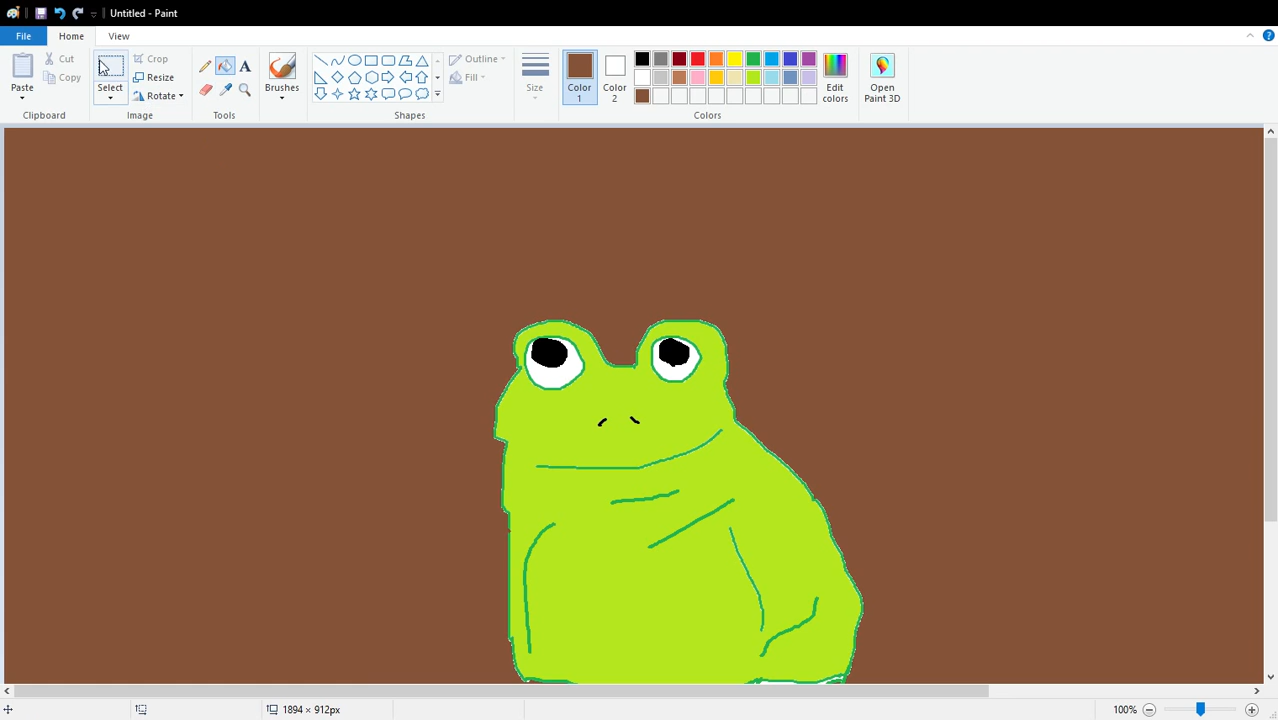 Untitled - Paint
File Home View
Paste Cut Copy Clipboard
Select Crop Resize Rotate Image
A Tools
Brushes
Outline Fill Shapes
Size
Color 1 Color 2 Edit colors Colors
Open Paint 3D
1894 × 912px 100%